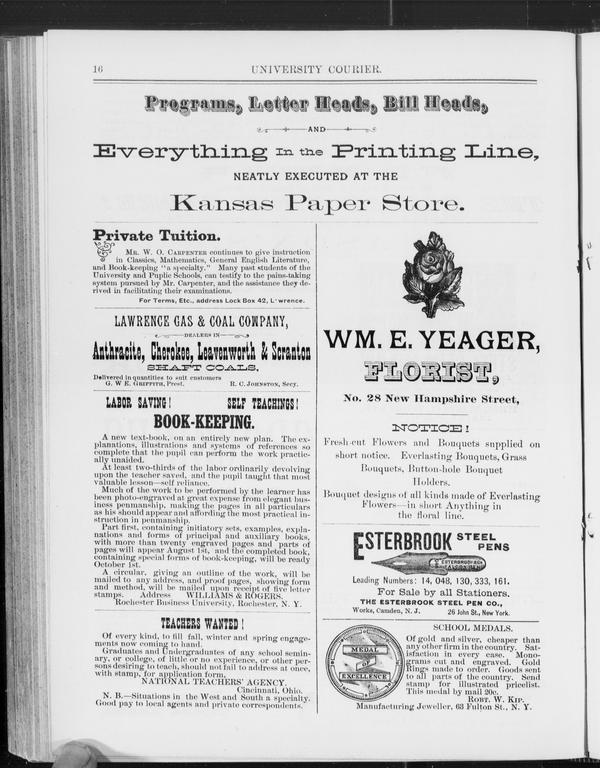 16
UNIVERSITY COURIER.
Programs, Letter Heads, Bill Heads,
AND
Everything In the Printing Line,
NEATLY EXECUTED AT THE
Kansas Paper Store.
Private Tuition.
MR. W. O. CARPENTER continues to give instruction
in Classics, Mathematics, General English Literature,
and Book-keeping "a specialty." Many past students of the
University and Puplic Schools, can testify to the pains-taking
system pursued by Mr. Carpenter, and the assistance they de-
rived in facilitating their examinations.
For Terms, Etc., address Lock Box 42, L'wrence.
LAWRENCE GAS & COAL COMPANY,
DEALERS IN
Anthracite, Cherokee, Leavenworth & Scranton
SHAFT COALS.
Delivered in quantities to suit customers
G. W E. GRIFFITH, Prest. R. C. JOHNSTON, Secy.
LABOR SAVING! SELF TEACHINGS!
BOOK-KEEPING.
A new text-book, on an entirely new plan. The ex-
planations, illustrations and systems of references so
complete that the pupil can perform the work practic-
ally unaided.
At least two-thirds of the labor ordinarily devolving
upon the teacher saved, and the pupil taught that most
valuable lesson—self reliance.
Much of the work to be performed by the learner has
been photo-engraved at great expense from elegant bus-
iness penmanship, making the pages in all particulars
as his should appear and affording the most practical in-
struction in penmanship.
Part first, containing initiatory sets, examples, expla-
nations and forms of principal and auxiliary books,
with more than twenty engraved pages and parts of
pages will appear August 1st, and the completed book,
containing special forms of book-keeping, will be ready
October 1st.
A circular, giving an outline of the work, will be
mailed to any address, and proof pages, showing form
and method, will be mailed upon receipt of five letter
stamps. Address WILLIAMS & ROGERS.
Rochester Business University, Rochester, N. Y.
TEACHERS WANTED!
Of every kind, to fill fall, winter and spring engage-
ments now coming to hand.
Graduates and Undergraduates of any school semin-
ary, or college, of little or no experience, or other per-
sons desiring to teach, should not fail to address at once,
with stamp, for application form,
NATIONAL TEACHERS' AGENCY.
Cincinnati, Ohio.
N. B.—Situations in the West and South a specialty.
Good pay to local agents and private correspondents.
WM. E. YEAGER,
FLORIST,
No. 28 New Hampshire Street,
NOTICE!
Fresh cut Flowers and Bouquets supplied on
short notice. Everlasting Bouquets, Grass
Bouquets, Button-hole Bouquet
Holders.
Bouquet designs of all kinds made of Everlasting
Flowers—in short Anything in
the floral line.
ESTERBROOK STEEL
PENS
ESTERBROOK & CO
FALCON PEN
Leading Numbers: 14, 048, 130, 333, 161.
For Sale by all Stationers.
THE ESTERBROOK STEEL PEN CO.,
Works, Camden, N. J. 26 John St., New York.
SCHOOL MEDALS.
MEDAL
OF
EXCELLENCE
Of gold and silver, cheaper than
any other firm in the country. Sat-
isfaction in every case. Mono-
grams cut and engraved. Gold
Rings made to order. Goods sent
to all parts of the country. Send
stamp for illustrated pricelist.
This medal by mail 20c.
ROBT. W. KIP.
Manufacturing Jeweller, 63 Fulton St., N. Y.